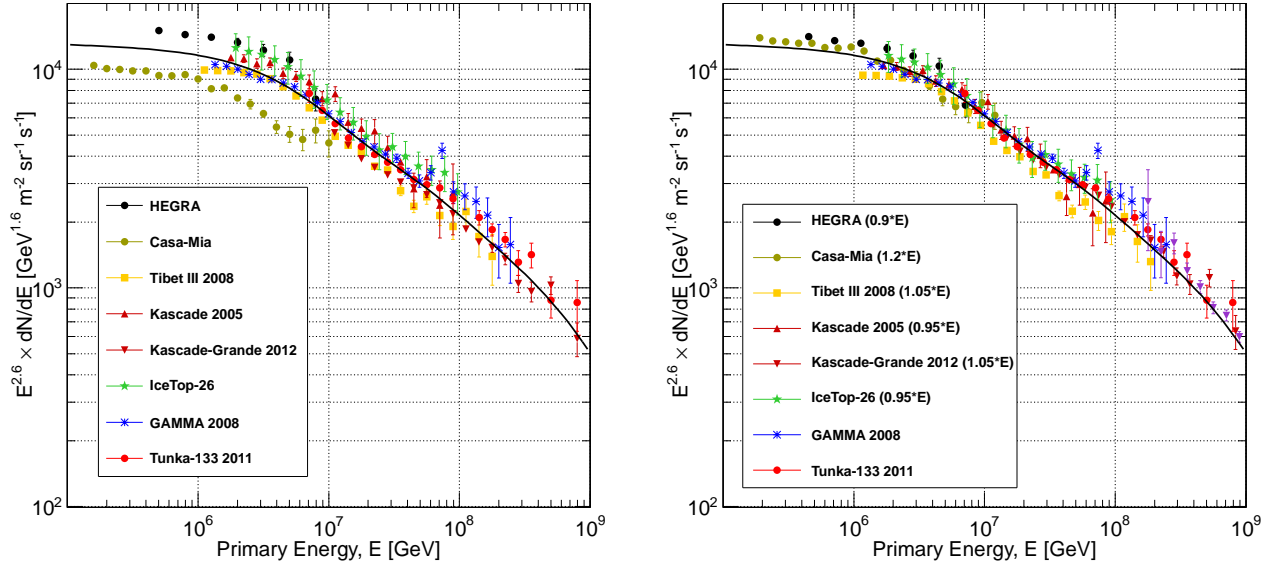 E^2.6 × dN/dE [GeV^1.6 m^-2 sr^-1 s^-1]
10^4
10^3
10^2
HEGRA
Casa-Mia
Tibet III 2008
Kascade 2005
Kascade-Grande 2012
IceTop-26
GAMMA 2008
Tunka-133 2011
10^6 10^7 10^8 10^9
Primary Energy, E [GeV]
E^2.6 × dN/dE [GeV^1.6 m^-2 sr^-1 s^-1]
10^4
10^3
10^2
HEGRA (0.9*E)
Casa-Mia (1.2*E)
Tibet III 2008 (1.05*E)
Kascade 2005 (0.95*E)
Kascade-Grande 2012 (1.05*E)
IceTop-26 (0.95*E)
GAMMA 2008
Tunka-133 2011
10^6 10^7 10^8 10^9
Primary Energy, E [GeV]